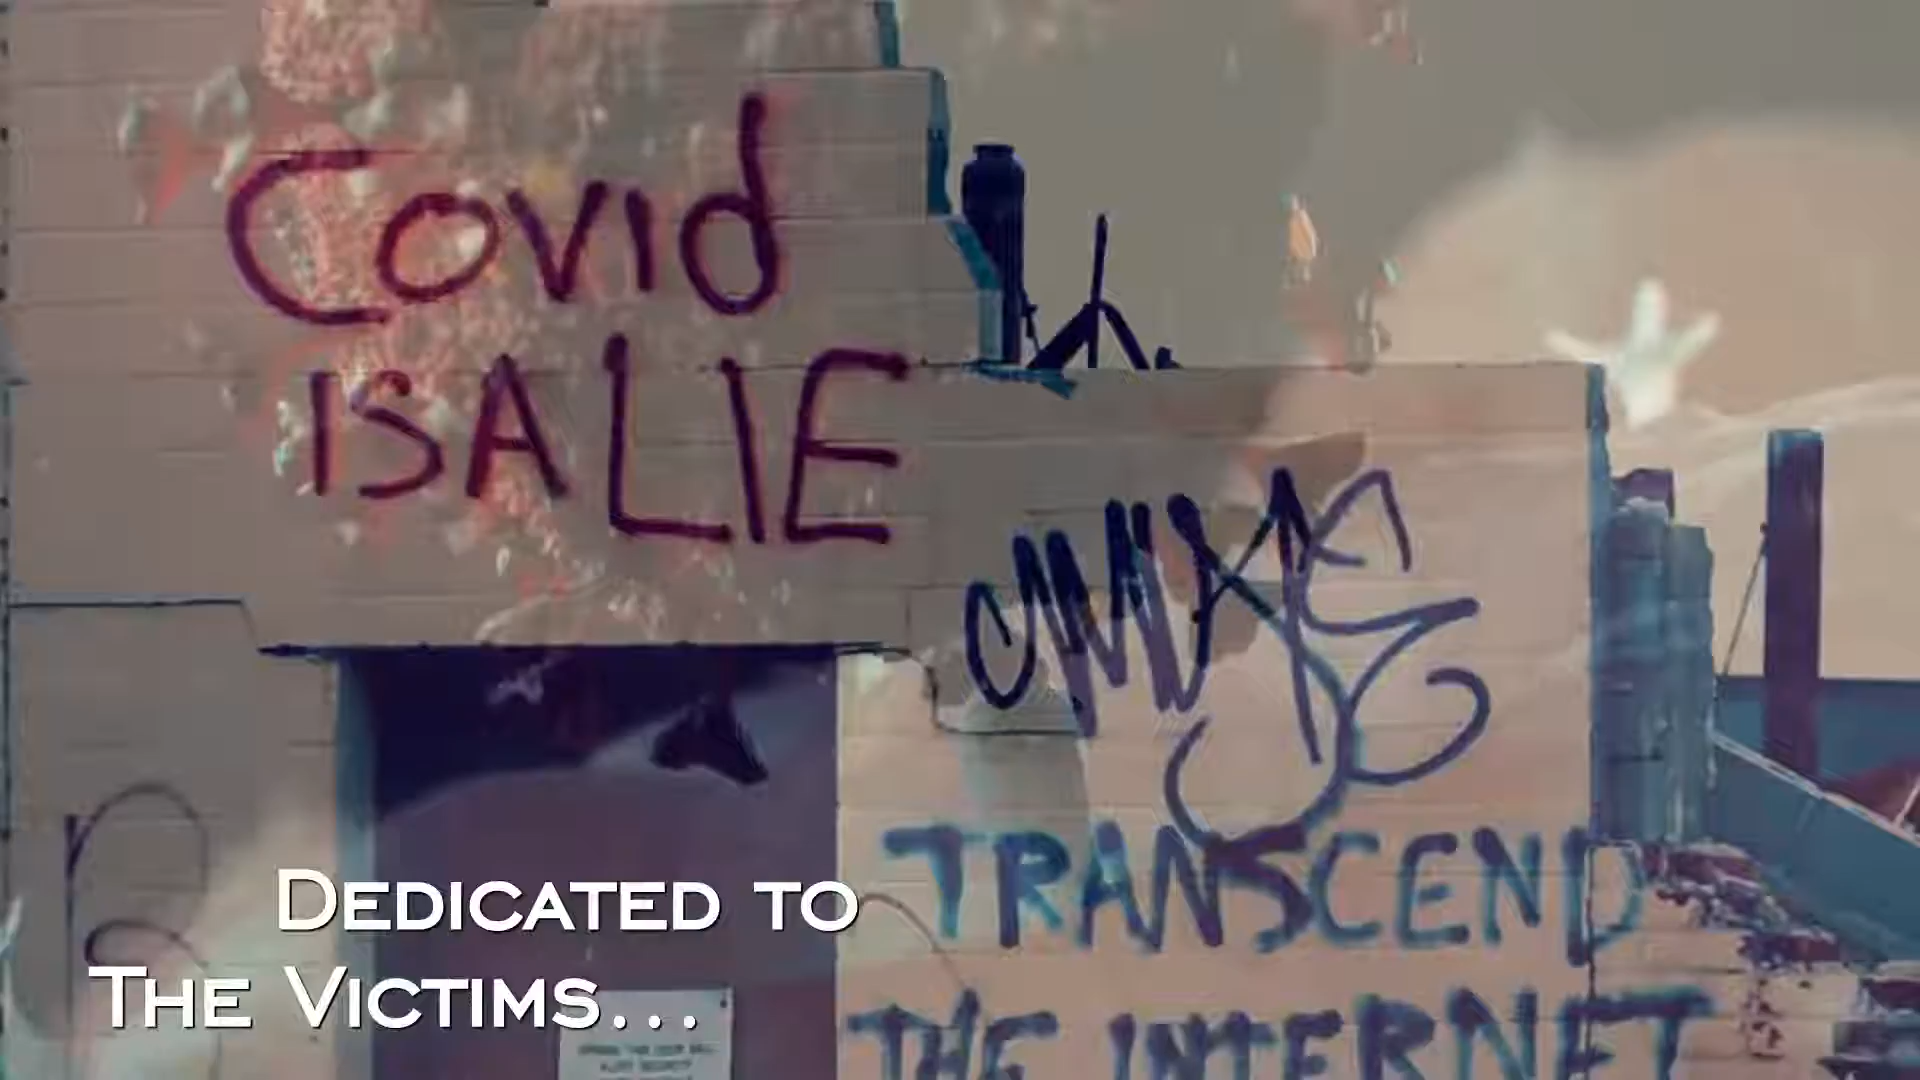 Covid
IS A LIE
TRANSCEND
THE INTERNET
DEDICATED TO
THE VICTIMS...